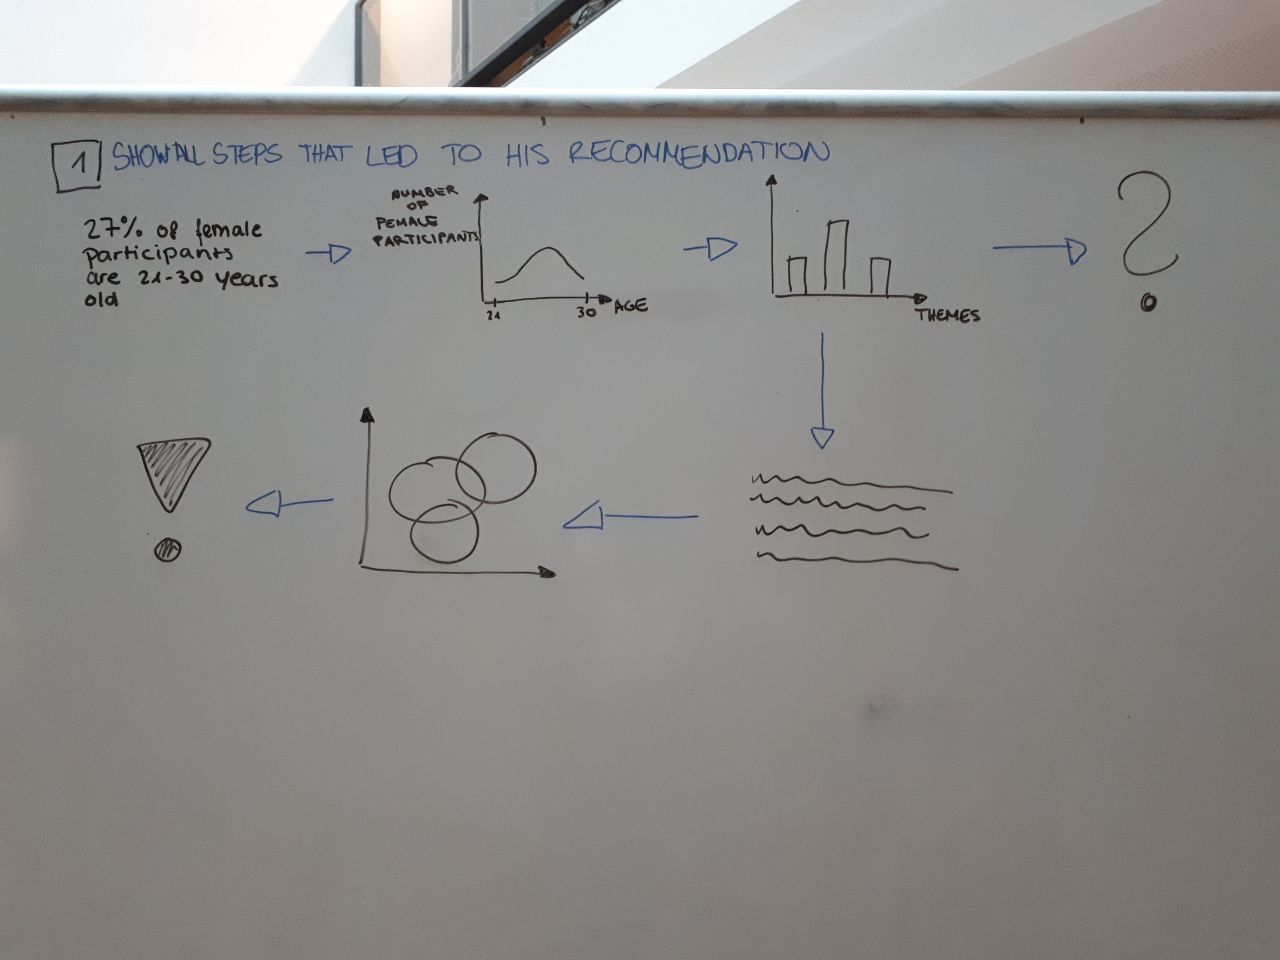 1 SHOW ALL STEPS THAT LED TO HIS RECOMMENDATION
27% of female
participants
are 21-30 years
old
NUMBER
OF
FEMALE
PARTICIPANTS
21
30
AGE
THEMES
?
!